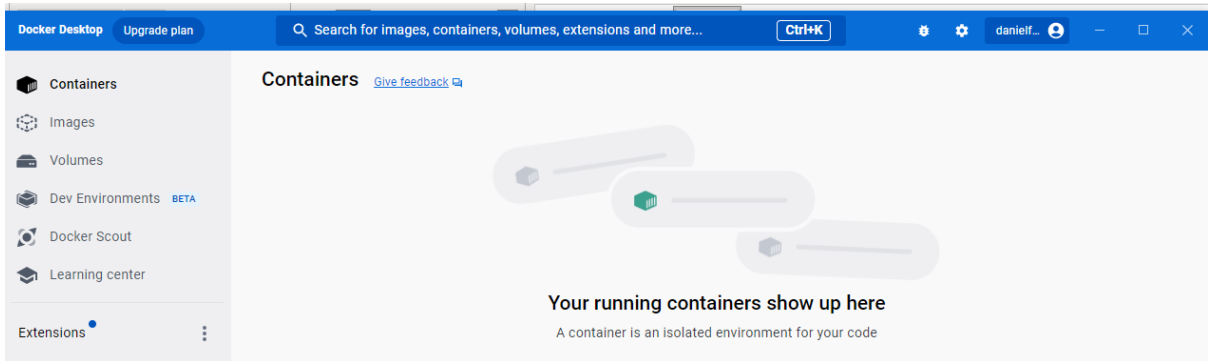 Docker Desktop Upgrade plan Search for images, containers, volumes, extensions and more... Ctrl+K danielf...
Containers
Images
Volumes
Dev Environments BETA
Docker Scout
Learning center
Extensions
Containers Give feedback
Your running containers show up here
A container is an isolated environment for your code